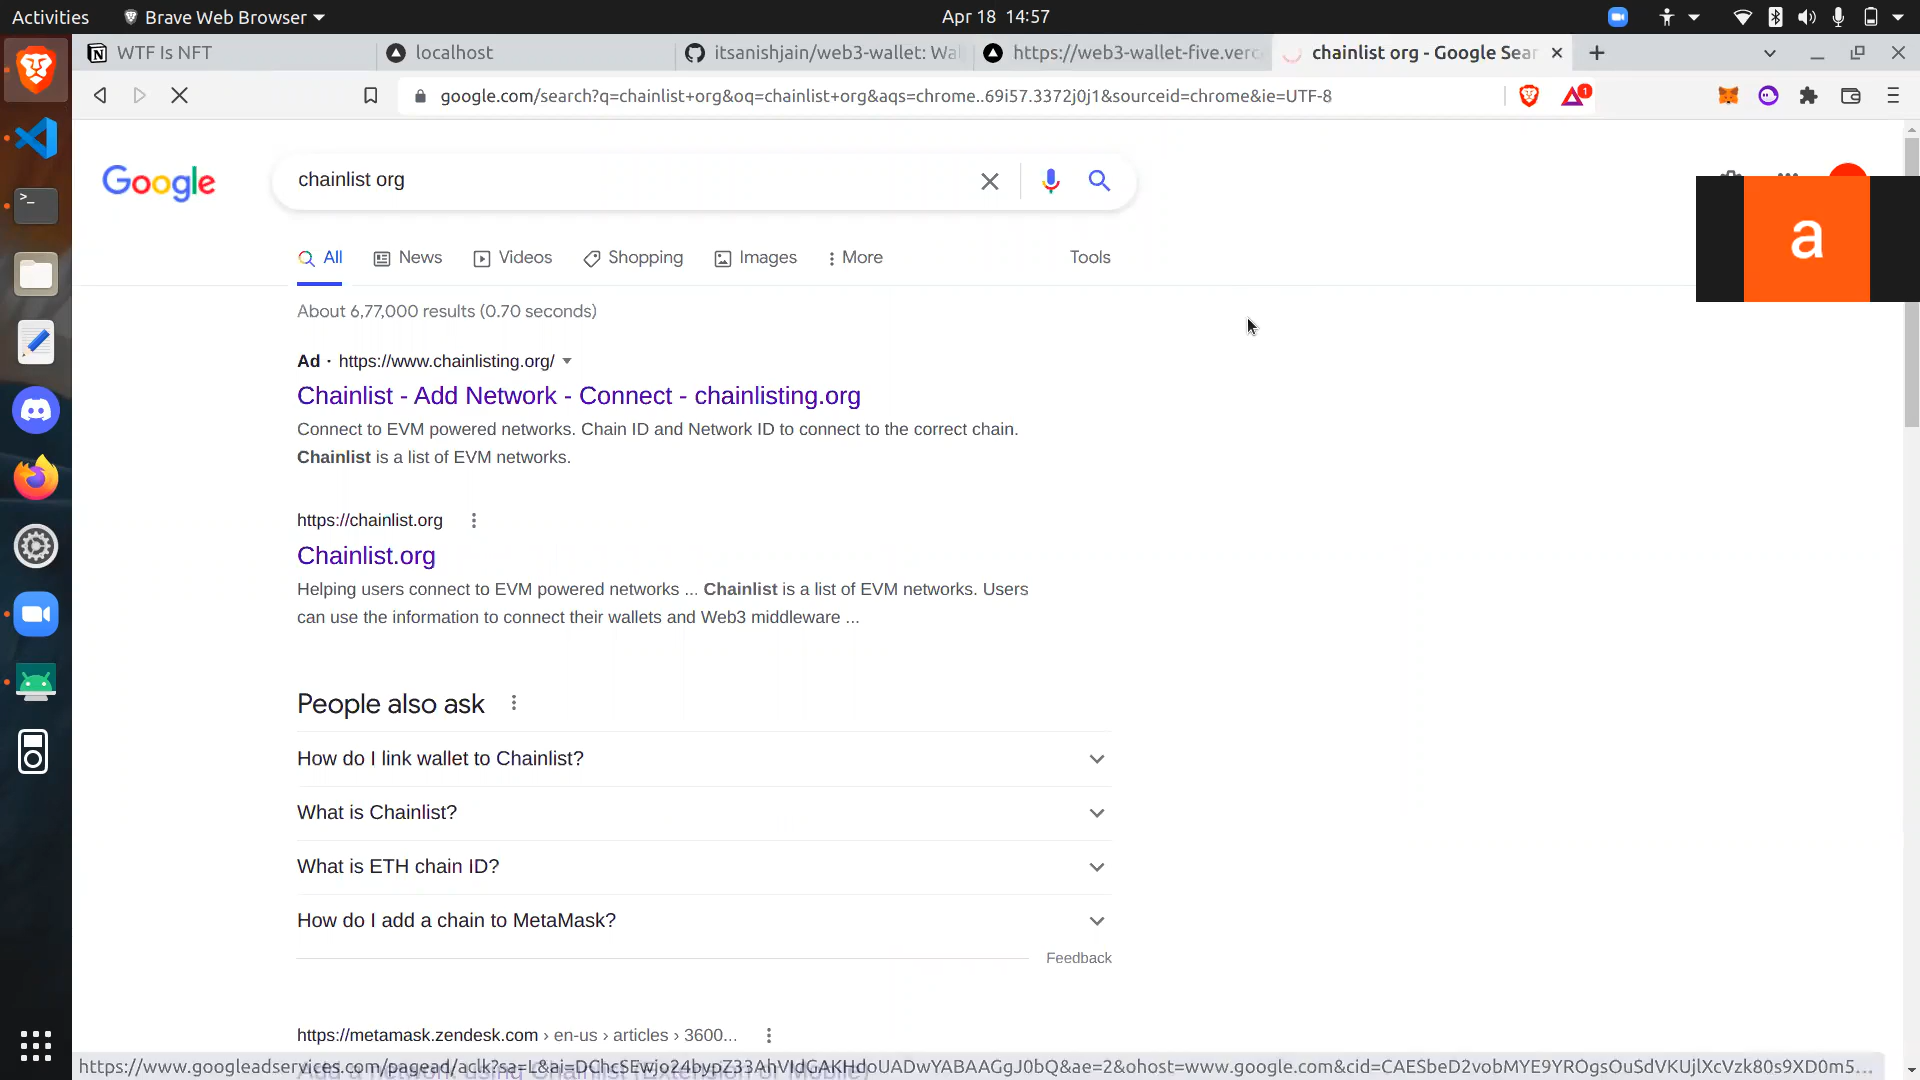 Activities
Brave Web Browser
Apr 18 14:57
WTF Is NFT
localhost
itsanishjain/web3-wallet: Wal
https://web3-wallet-five.verc
chainlist org - Google Sear
google.com/search?q=chainlist+org&oq=chainlist+org&aqs=chrome..69i57.3372j0j1&sourceid=chrome&ie=UTF-8
1
Google
chainlist org
a
All
News
Videos
Shopping
Images
More
Tools
About 6,77,000 results (0.70 seconds)
Ad · https://www.chainlisting.org/
Chainlist - Add Network - Connect - chainlisting.org
Connect to EVM powered networks. Chain ID and Network ID to connect to the correct chain.
Chainlist is a list of EVM networks.
https://chainlist.org
Chainlist.org
Helping users connect to EVM powered networks ... Chainlist is a list of EVM networks. Users
can use the information to connect their wallets and Web3 middleware ...
People also ask
How do I link wallet to Chainlist?
What is Chainlist?
What is ETH chain ID?
How do I add a chain to MetaMask?
Feedback
https://metamask.zendesk.com › en-us › articles › 3600...